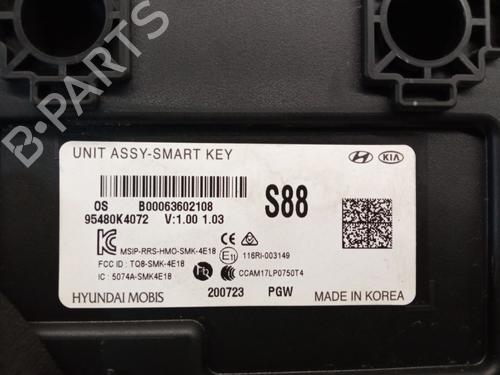 B-PARTS
UNIT ASSY-SMART KEY
HYUNDAI KIA
OS B00063602108
95480K4072 V:1.00 1.03
S88
MSIP-RRS-HMO-SMK-4E18
FCC ID : TQ8-SMK-4E18
IC : 5074A-SMK4E18
E11 116RI-003149
CCAM17LP0750T4
HYUNDAI MOBIS 200723 PGW MADE IN KOREA